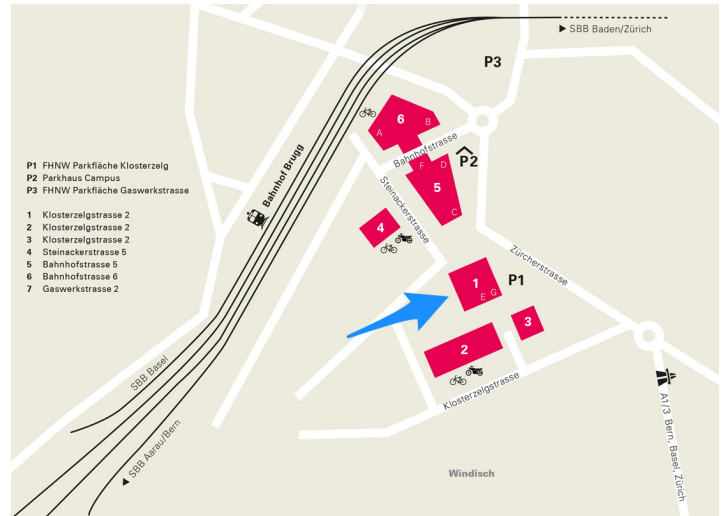 ▶ SBB Baden/Zürich
P3
6
A
B
Bahnhofstrasse
P2
F
D
5
C
Bahnhof Brugg
Steinackerstrasse
4
Zürcherstrasse
1
E
G
P1
3
2
Klosterzelgstrasse
SBB Basel
▶ SBB Aarau/Bern
A1/3 Bern, Basel, Zürich
Windisch
P1 FHNW Parkfläche Klosterzelg
P2 Parkhaus Campus
P3 FHNW Parkfläche Gaswerkstrasse
1 Klosterzelgstrasse 2
2 Klosterzelgstrasse 2
3 Klosterzelgstrasse 2
4 Steinackerstrasse 5
5 Bahnhofstrasse 5
6 Bahnhofstrasse 6
7 Gaswerkstrasse 2